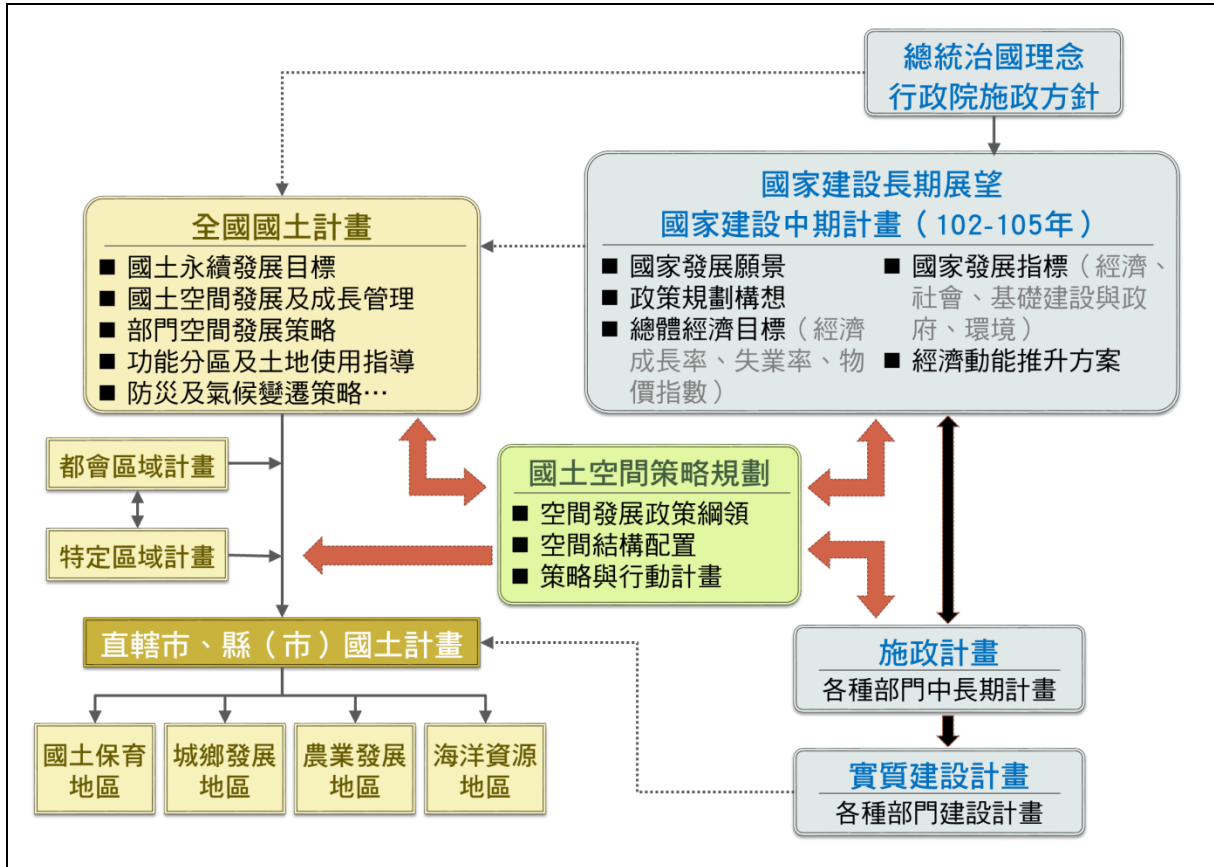 總統治國理念
行政院施政方針
國家建設長期展望
國家建設中期計畫（102-105年）
■ 國家發展願景
■ 政策規劃構想
■ 總體經濟目標（經濟
成長率、失業率、物
價指數）
■ 國家發展指標（經濟、
社會、基礎建設與政
府、環境）
■ 經濟動能推升方案
全國國土計畫
■ 國土永續發展目標
■ 國土空間發展及成長管理
■ 部門空間發展策略
■ 功能分區及土地使用指導
■ 防災及氣候變遷策略⋯
都會區域計畫
特定區域計畫
國土空間策略規劃
■ 空間發展政策綱領
■ 空間結構配置
■ 策略與行動計畫
直轄市、縣（市）國土計畫
施政計畫
各種部門中長期計畫
國土保育
地區
城鄉發展
地區
農業發展
地區
海洋資源
地區
實質建設計畫
各種部門建設計畫